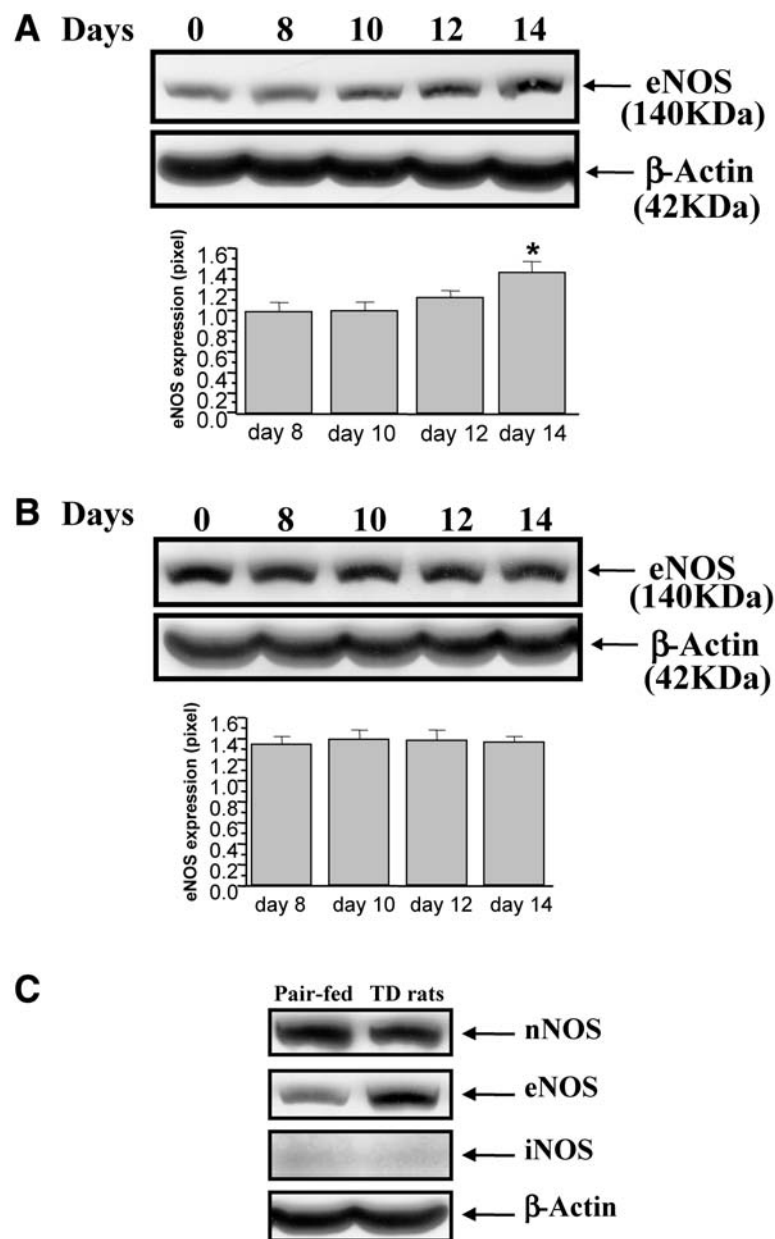 A Days 0 8 10 12 14
eNOS
(140KDa)
β-Actin
(42KDa)
eNOS expression (pixel)
1.6
1.4
1.2
1.0
0.8
0.6
0.4
0.2
0.0
*
day 8 day 10 day 12 day 14
B Days 0 8 10 12 14
eNOS
(140KDa)
β-Actin
(42KDa)
eNOS expression (pixel)
1.6
1.4
1.2
1.0
0.8
0.6
0.4
0.2
0.0
day 8 day 10 day 12 day 14
C
Pair-fed TD rats
nNOS
eNOS
iNOS
β-Actin